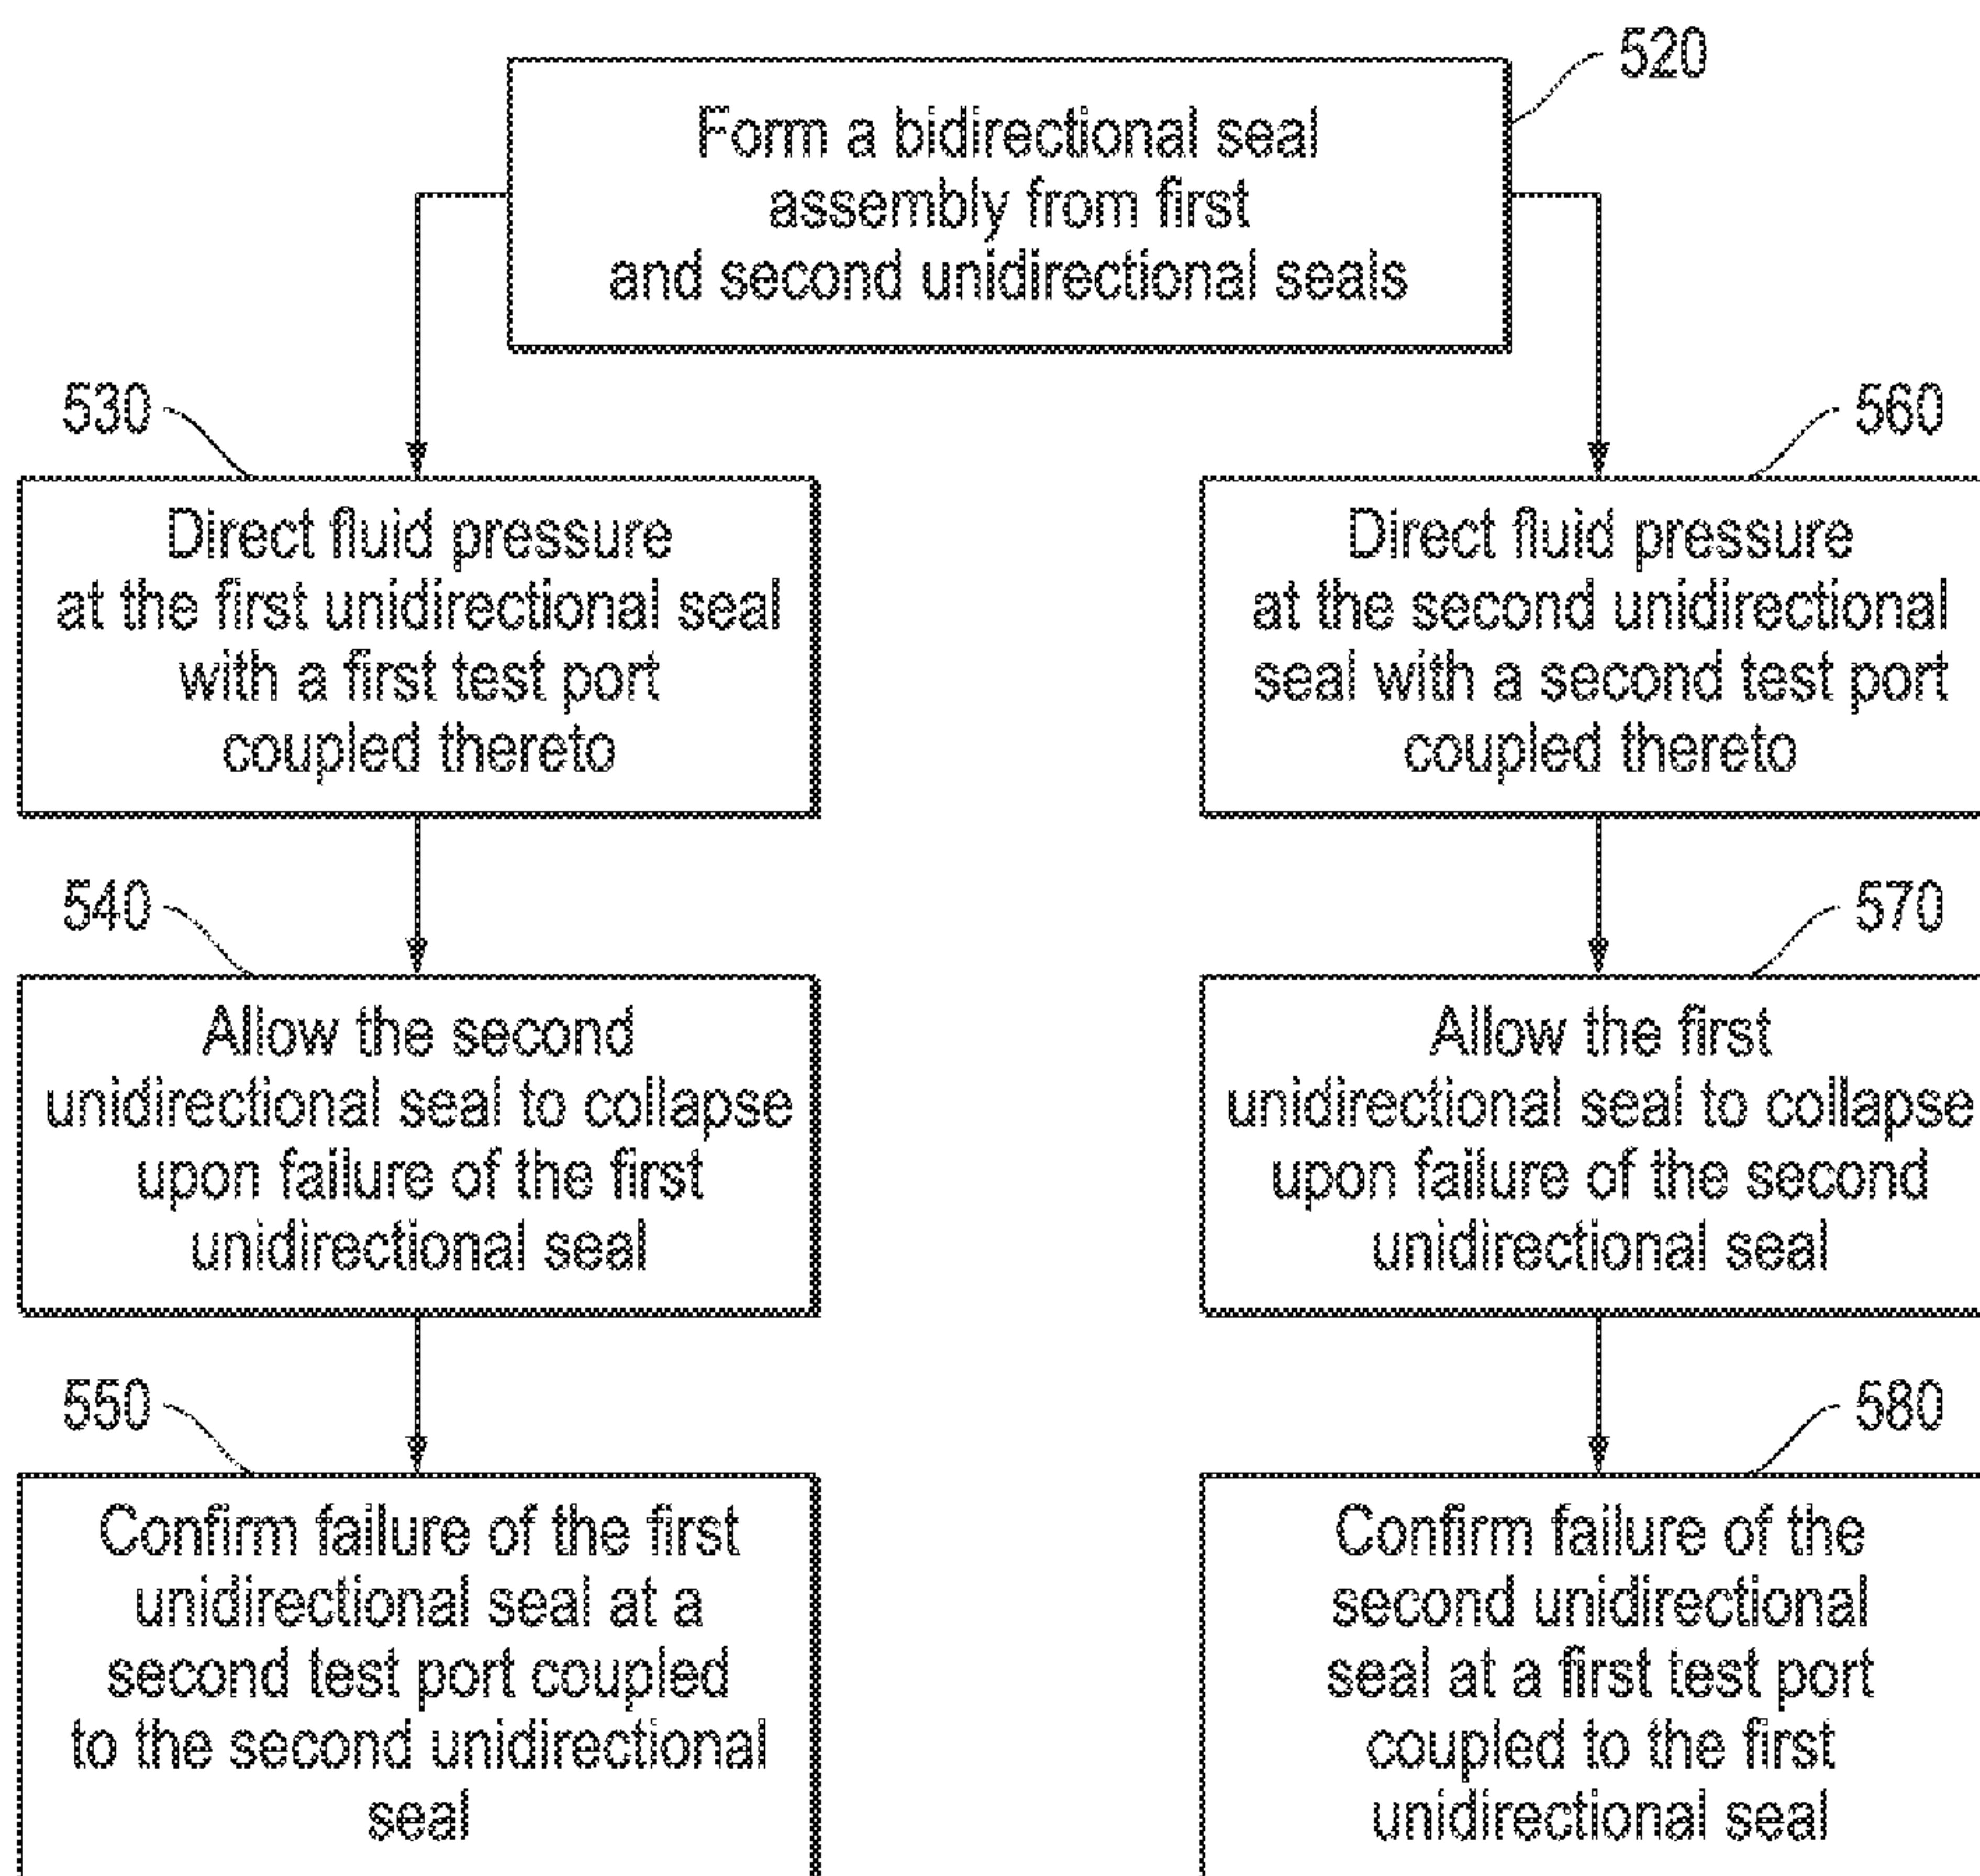 520
Form a bidirectional seal
assembly from first
and second unidirectional seals
530
Direct fluid pressure
at the first unidirectional seal
with a first test port
coupled thereto
540
Allow the second
unidirectional seal to collapse
upon failure of the first
unidirectional seal
550
Confirm failure of the first
unidirectional seal at a
second test port coupled
to the second unidirectional
seal
560
Direct fluid pressure
at the second unidirectional
seal with a second test port
coupled thereto
570
Allow the first
unidirectional seal to collapse
upon failure of the second
unidirectional seal
580
Confirm failure of the
second unidirectional
seal at a first test port
coupled to the first
unidirectional seal